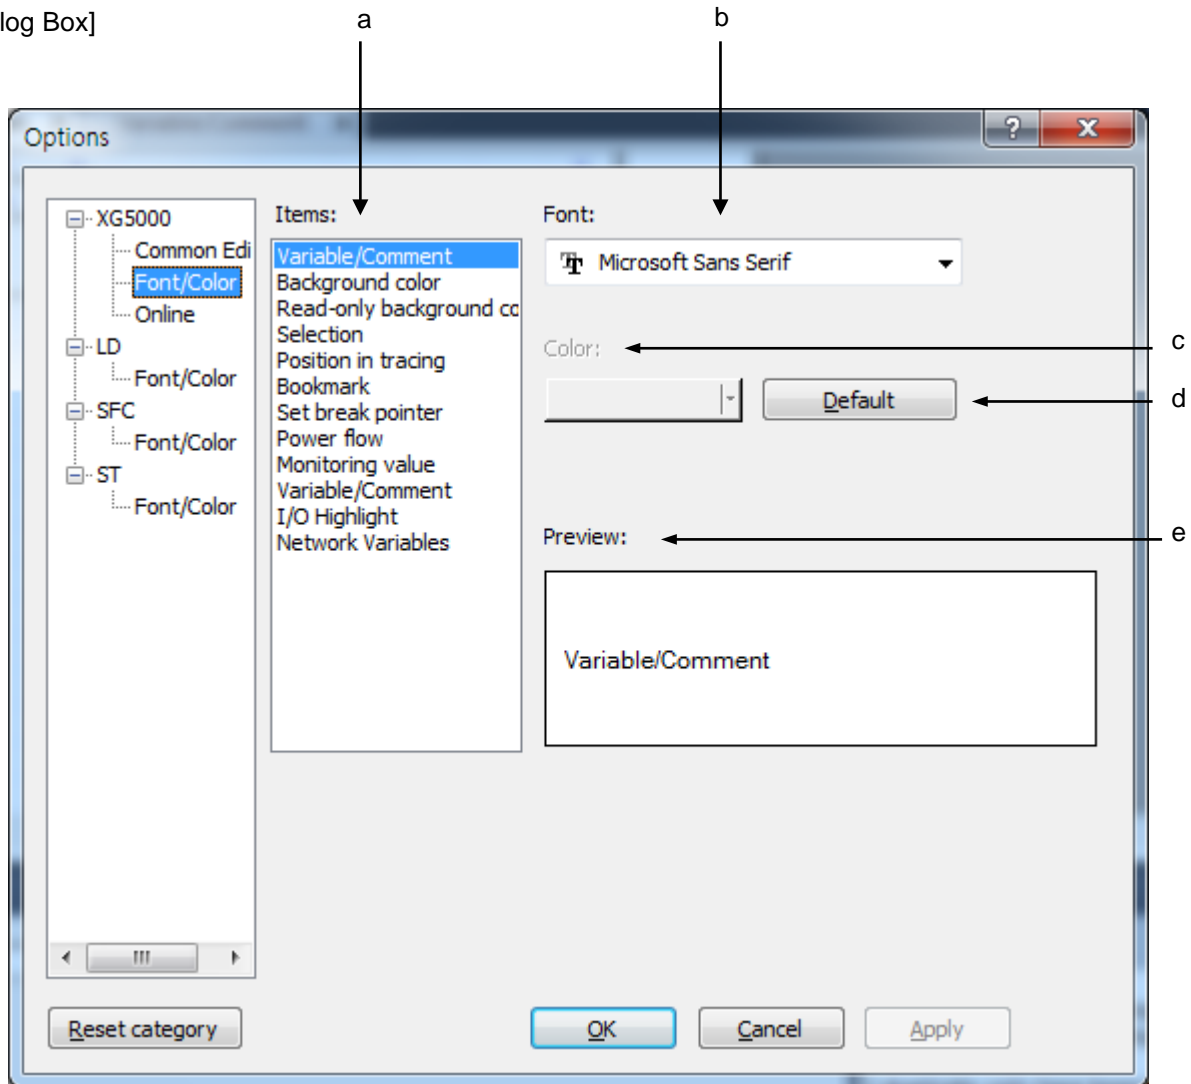 log Box]
a
b
Options
?
x
XG5000
Common Edi
Font/Color
Online
LD
Font/Color
SFC
Font/Color
ST
Font/Color
Items:
Variable/Comment
Background color
Read-only background co
Selection
Position in tracing
Bookmark
Set break pointer
Power flow
Monitoring value
Variable/Comment
I/O Highlight
Network Variables
Font:
Microsoft Sans Serif
Color:
c
Default
d
Preview:
e
Variable/Comment
Reset category
OK
Cancel
Apply